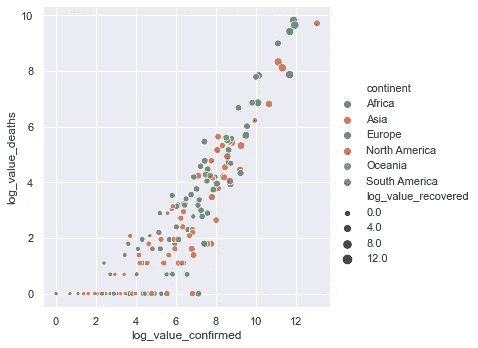 10
8
6
4
2
0
log_value_deaths
0 2 4 6 8 10 12
log_value_confirmed
continent
Africa
Asia
Europe
North America
Oceania
South America
log_value_recovered
0.0
4.0
8.0
12.0